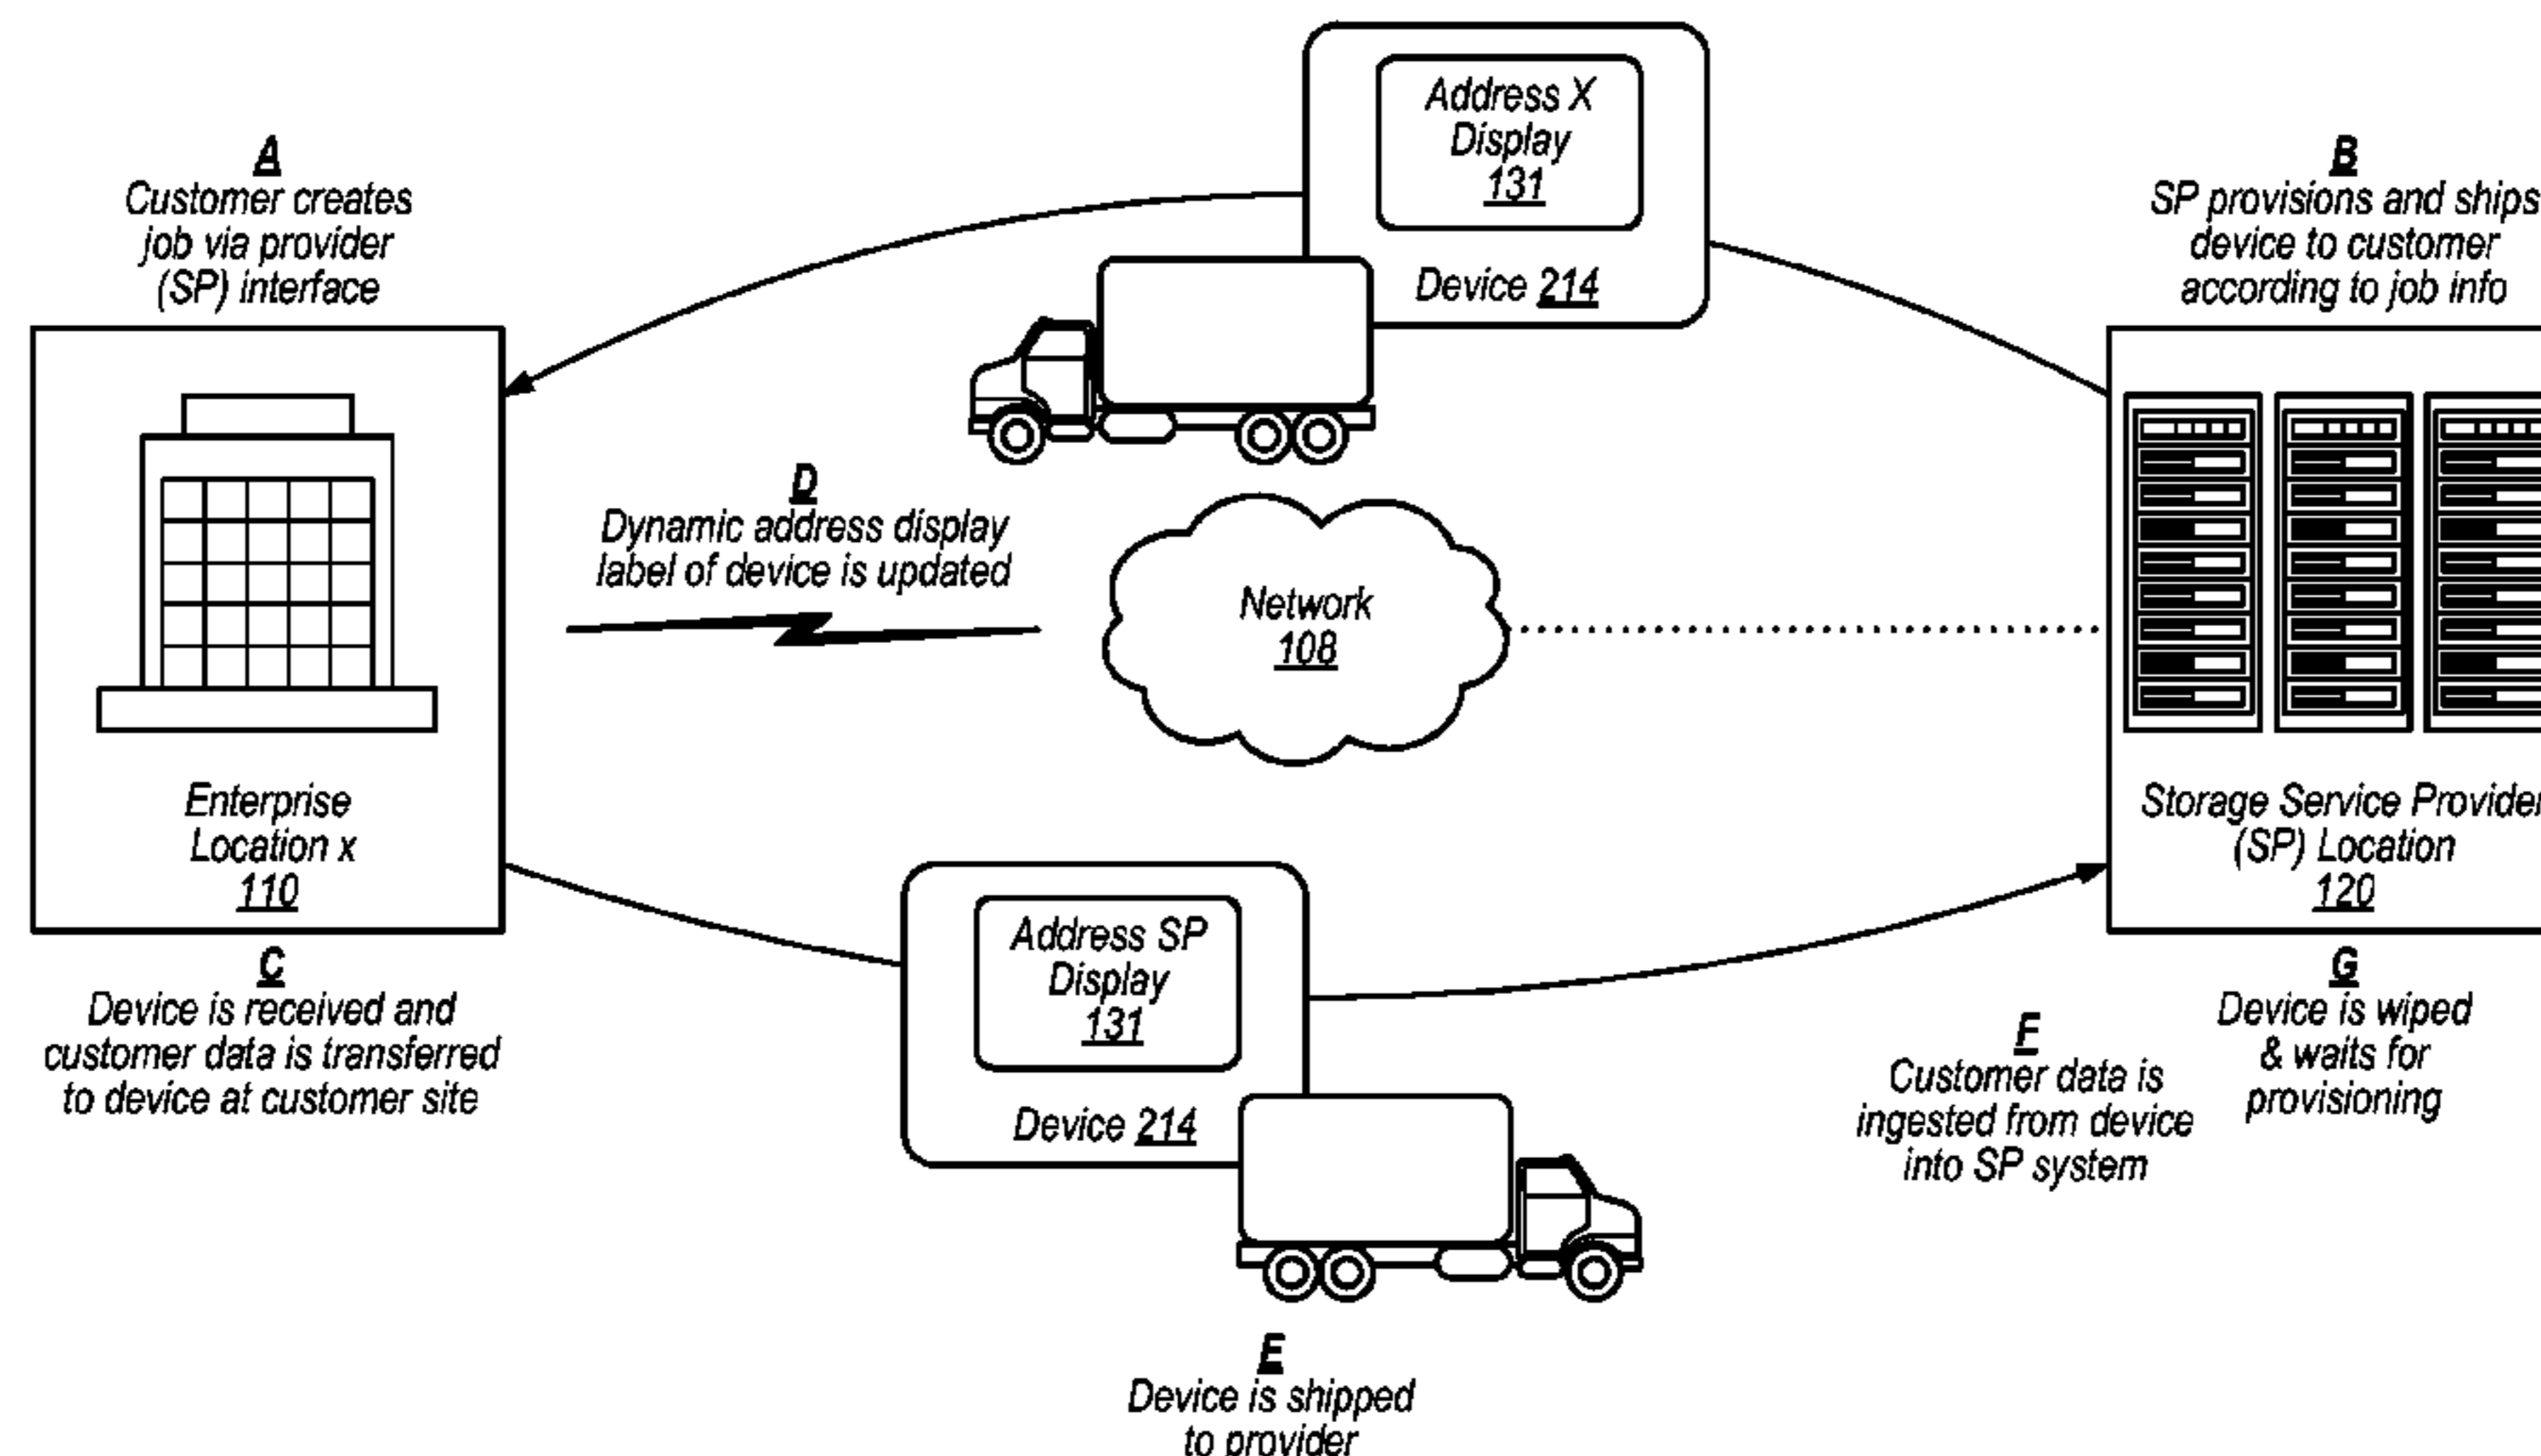 Address X
Display
131
Device 214
A
Customer creates
job via provider
(SP) interface
B
SP provisions and ships
device to customer
according to job info
D
Dynamic address display
label of device is updated
Network
108
Enterprise
Location x
110
Storage Service Provider
(SP) Location
120
Address SP
Display
131
Device 214
C
Device is received and
customer data is transferred
to device at customer site
G
Device is wiped
& waits for
provisioning
F
Customer data is
ingested from device
into SP system
E
Device is shipped
to provider